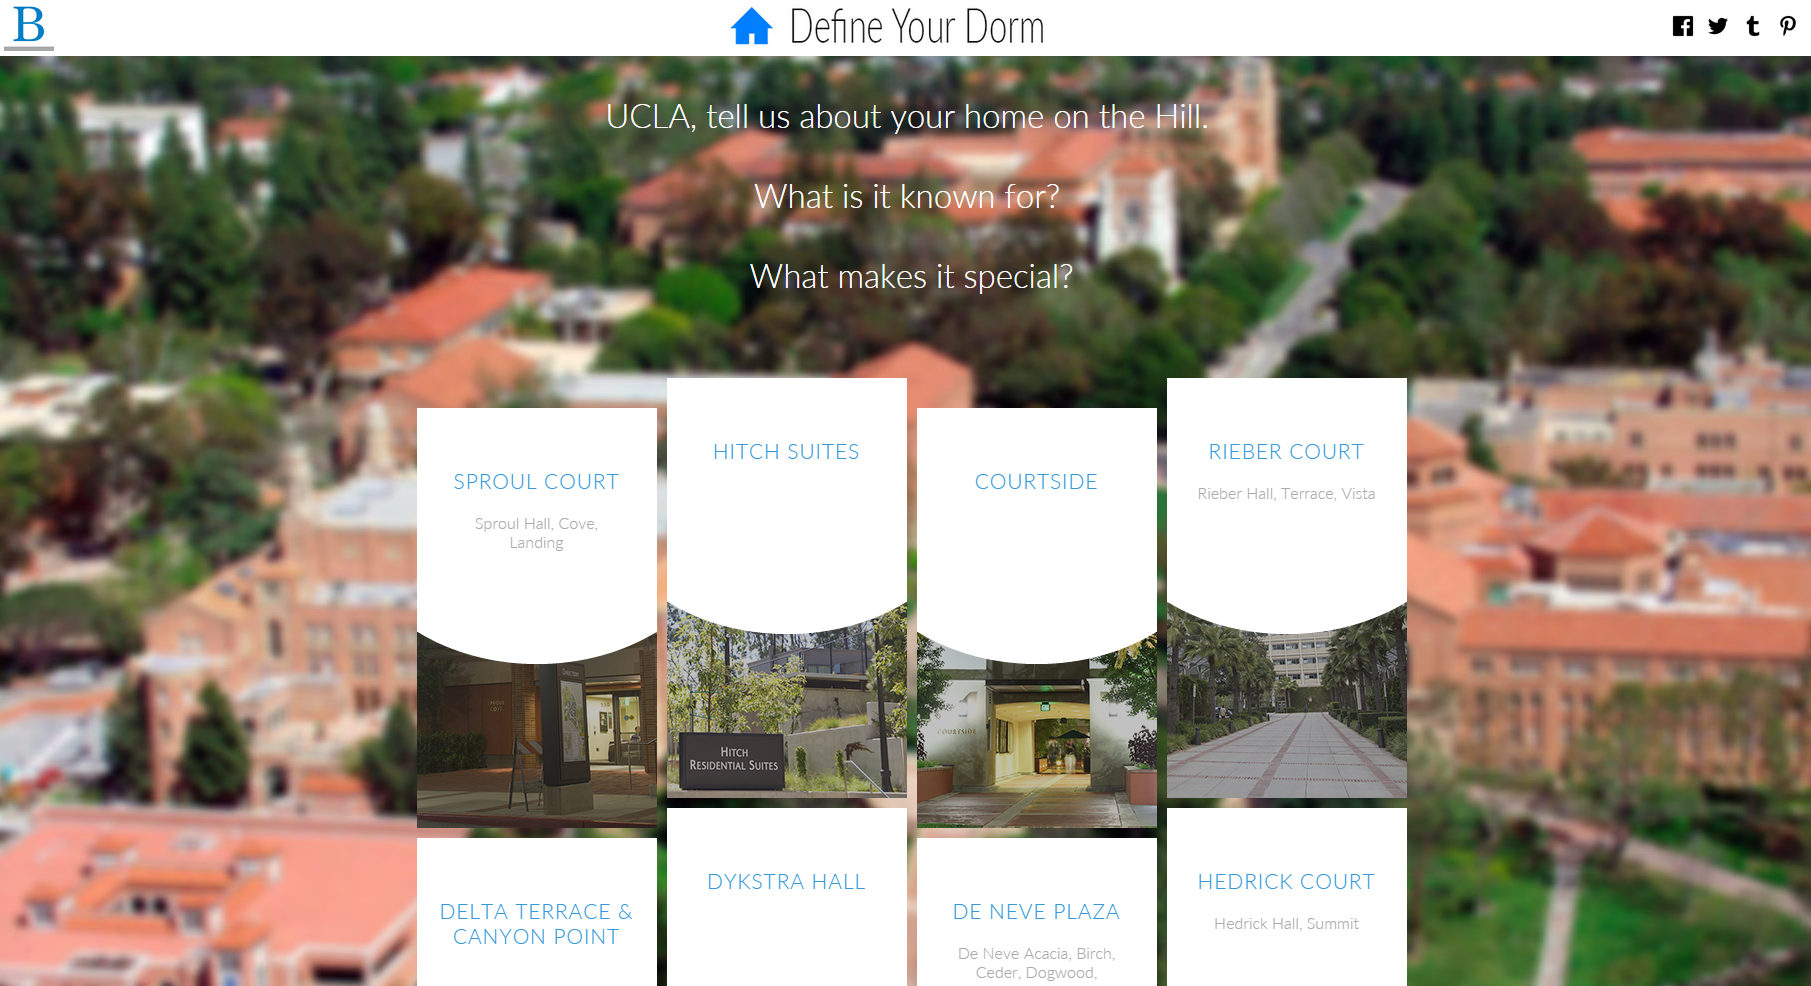 B
Define Your Dorm
UCLA, tell us about your home on the Hill.
What is it known for?
What makes it special?
SPROUL COURT
Sproul Hall, Cove,
Landing
HITCH SUITES
HITCH
RESIDENTIAL SUITES
COURTSIDE
COURTSIDE
RIEBER COURT
Rieber Hall, Terrace, Vista
DELTA TERRACE &
CANYON POINT
DYKSTRA HALL
DE NEVE PLAZA
De Neve Acacia, Birch,
Ceder, Dogwood,
HEDRICK COURT
Hedrick Hall, Summit